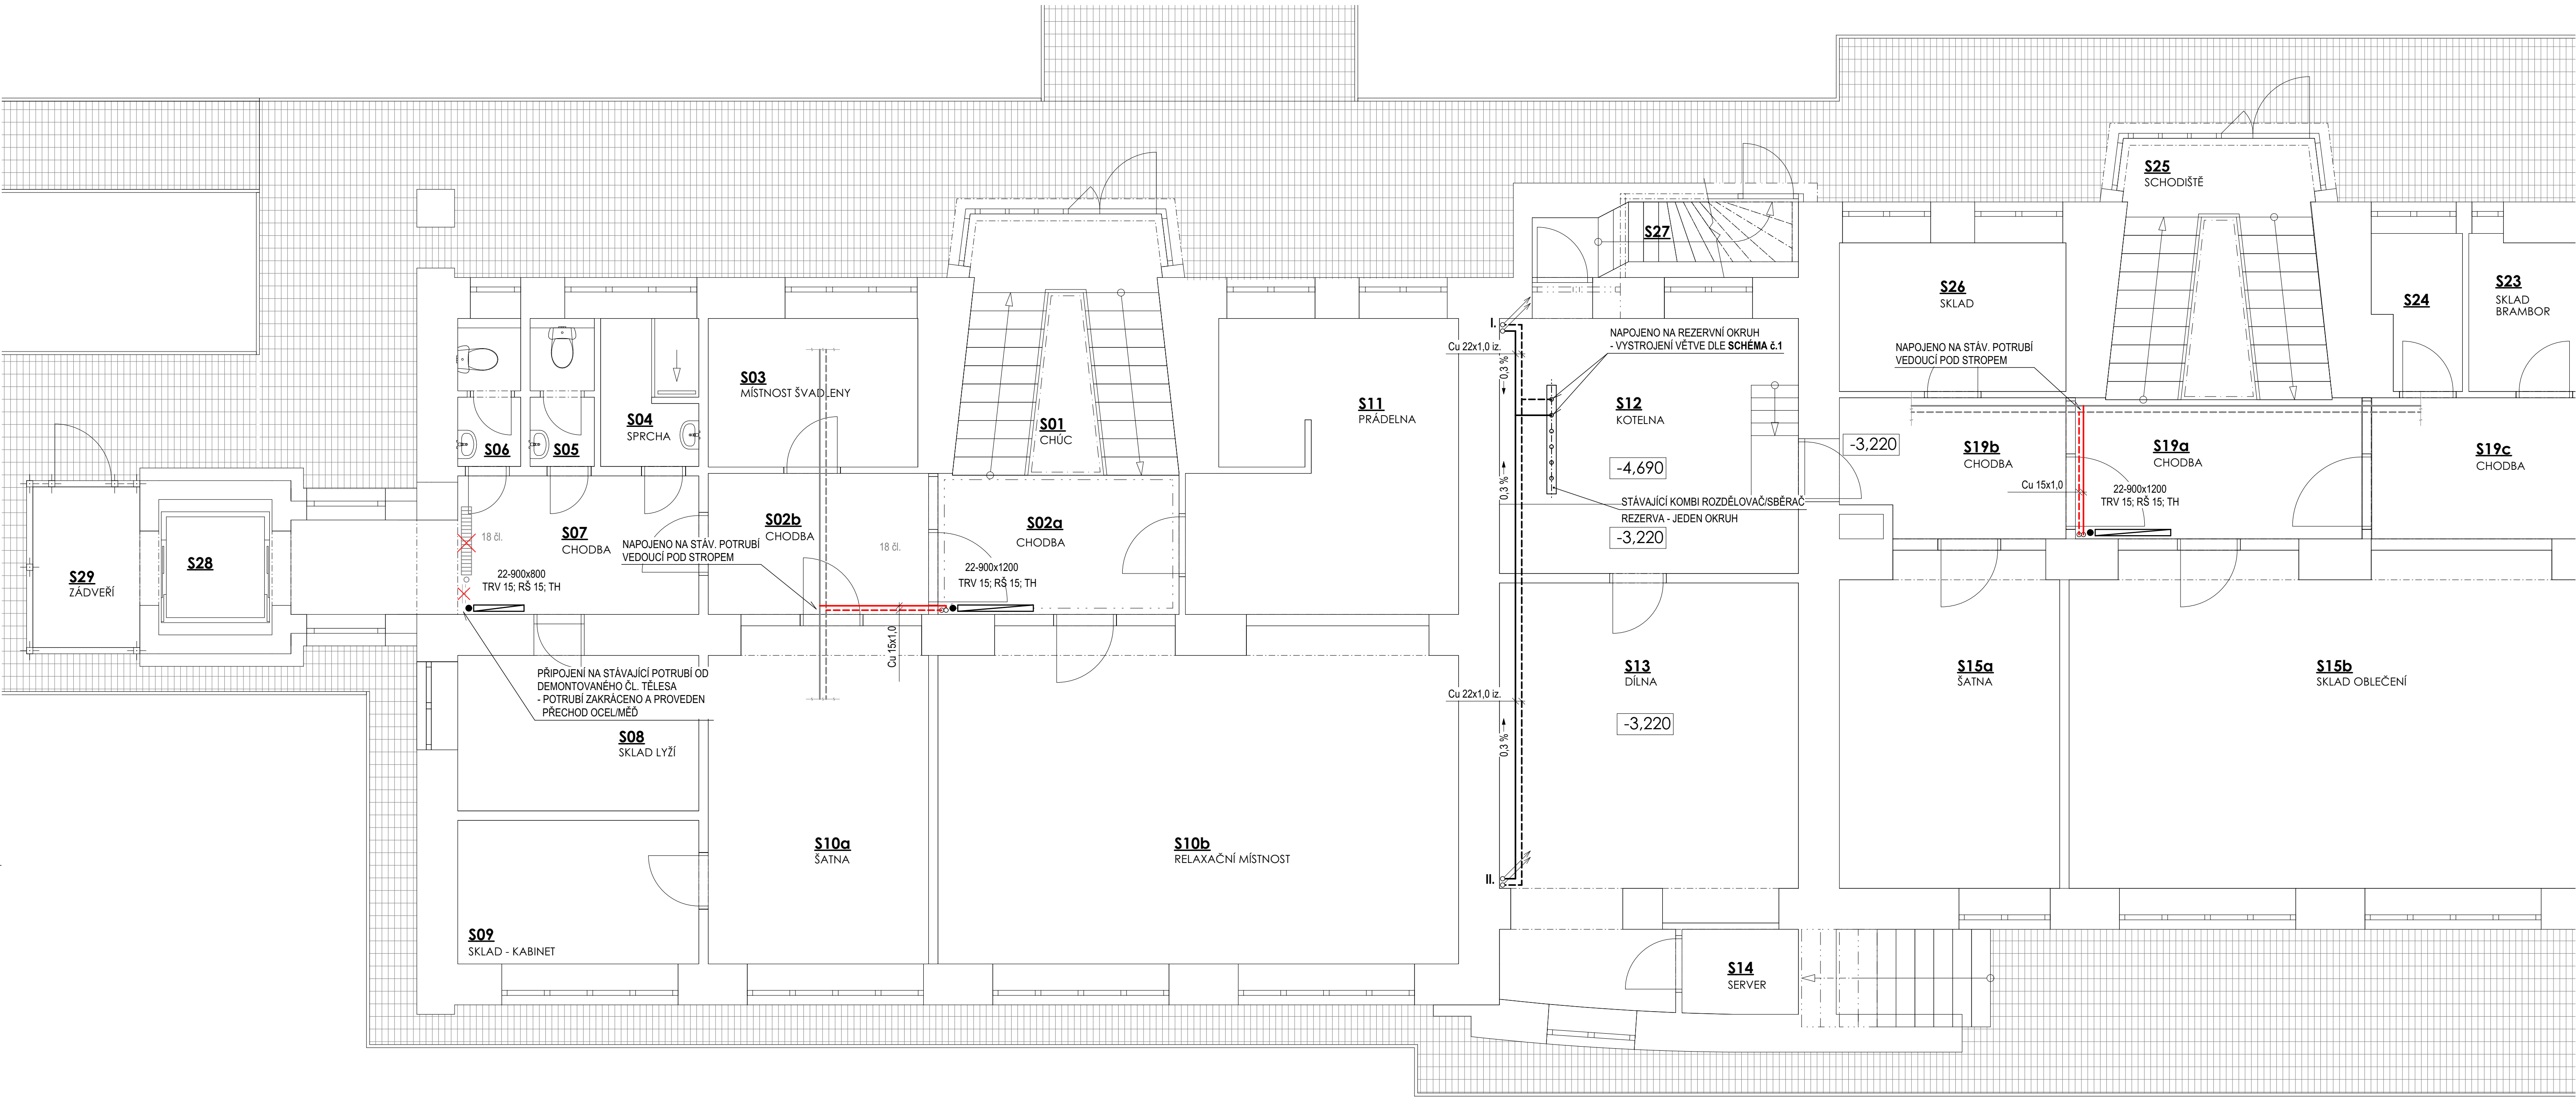 S25
SCHODIŠTĚ
S27
S26
SKLAD
S24
S23
SKLAD
BRAMBOR
I.
Cu 22x1,0 iz.
0,3 %
NAPOJENO NA REZERVNÍ OKRUH
- VYSTROJENÍ VĚTVE DLE SCHÉMA č.1
NAPOJENO NA STÁV. POTRUBÍ
VEDOUCÍ POD STROPEM
S03
MÍSTNOST ŠVADLENY
S04
SPRCHA
S06
S05
S01
CHÚC
S11
PRÁDELNA
S12
KOTELNA
-4,690
-3,220
S19b
CHODBA
S19a
CHODBA
S19c
CHODBA
0,3 %
STÁVAJÍCÍ KOMBI ROZDĚLOVAČ/SBĚRAČ
REZERVA - JEDEN OKRUH
-3,220
Cu 15x1,0
22-900x1200
TRV 15; RŠ 15; TH
S29
ZÁDVEŘÍ
S28
18 čl.
S07
CHODBA
22-900x800
TRV 15; RŠ 15; TH
S02b
CHODBA
NAPOJENO NA STÁV. POTRUBÍ
VEDOUCÍ POD STROPEM
18 čl.
S02a
CHODBA
22-900x1200
TRV 15; RŠ 15; TH
Cu 15x1,0
PŘIPOJENÍ NA STÁVAJÍCÍ POTRUBÍ OD
DEMONTOVANÉHO ČL. TĚLESA
- POTRUBÍ ZAKRÁCENO A PROVEDEN
PŘECHOD OCEL/MĚĎ
S08
SKLAD LYŽÍ
Cu 22x1,0 iz.
0,3 %
S13
DÍLNA
-3,220
S15a
ŠATNA
S15b
SKLAD OBLEČENÍ
S10a
ŠATNA
S10b
RELAXAČNÍ MÍSTNOST
II.
S09
SKLAD - KABINET
S14
SERVER